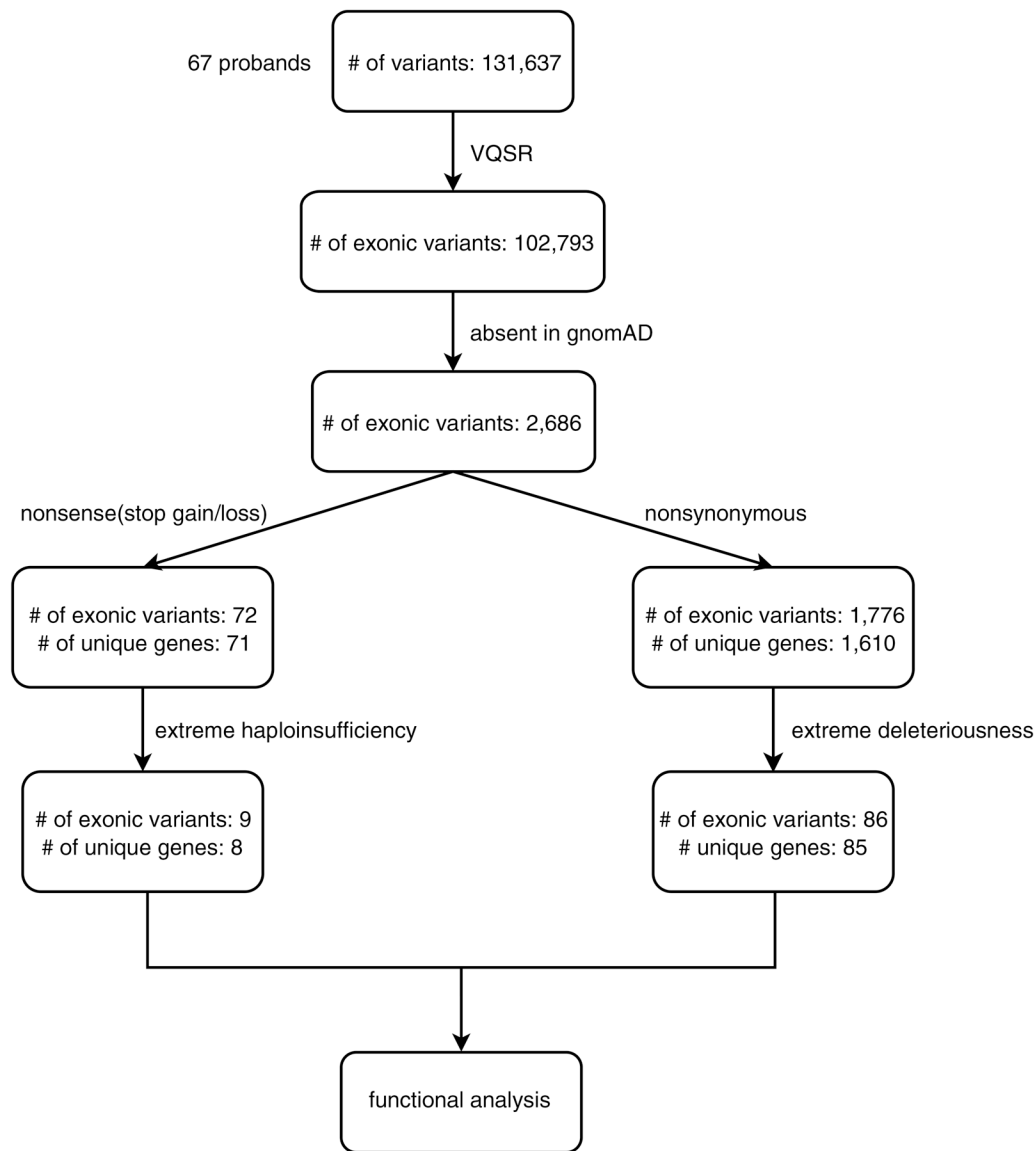 67 probands
# of variants: 131,637
VQSR
# of exonic variants: 102,793
absent in gnomAD
# of exonic variants: 2,686
nonsense(stop gain/loss)
nonsynonymous
# of exonic variants: 72
# of unique genes: 71
# of exonic variants: 1,776
# of unique genes: 1,610
extreme haploinsufficiency
extreme deleteriousness
# of exonic variants: 9
# of unique genes: 8
# of exonic variants: 86
# unique genes: 85
functional analysis